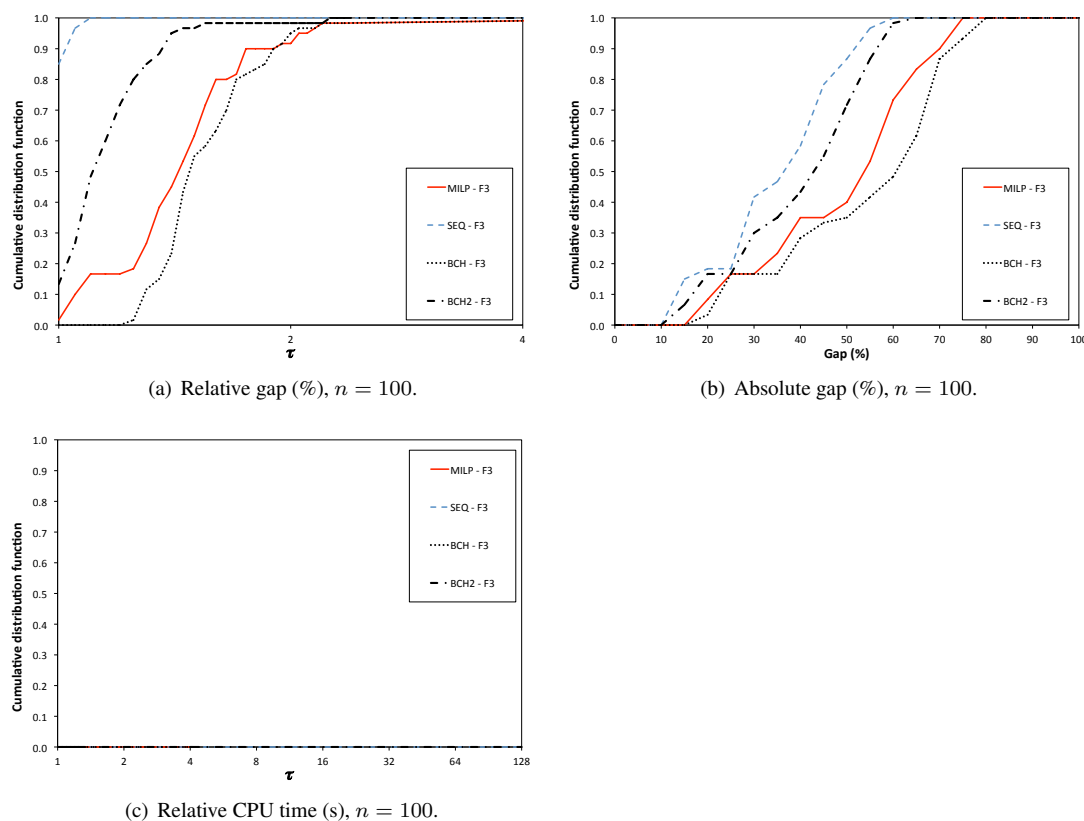 1.0
0.9
0.8
0.7
0.6
0.5
0.4
0.3
0.2
0.1
0.0
Cumulative distribution function
MILP - F3
SEQ - F3
BCH - F3
BCH2 - F3
1 2 4
τ
(a) Relative gap (%), n = 100.
1.0
0.9
0.8
0.7
0.6
0.5
0.4
0.3
0.2
0.1
0.0
Cumulative distribution function
MILP - F3
SEQ - F3
BCH - F3
BCH2 - F3
0 10 20 30 40 50 60 70 80 90 100
Gap (%)
(b) Absolute gap (%), n = 100.
1.0
0.9
0.8
0.7
0.6
0.5
0.4
0.3
0.2
0.1
0.0
Cumulative distribution function
MILP - F3
SEQ - F3
BCH - F3
BCH2 - F3
1 2 4 8 16 32 64 128
τ
(c) Relative CPU time (s), n = 100.